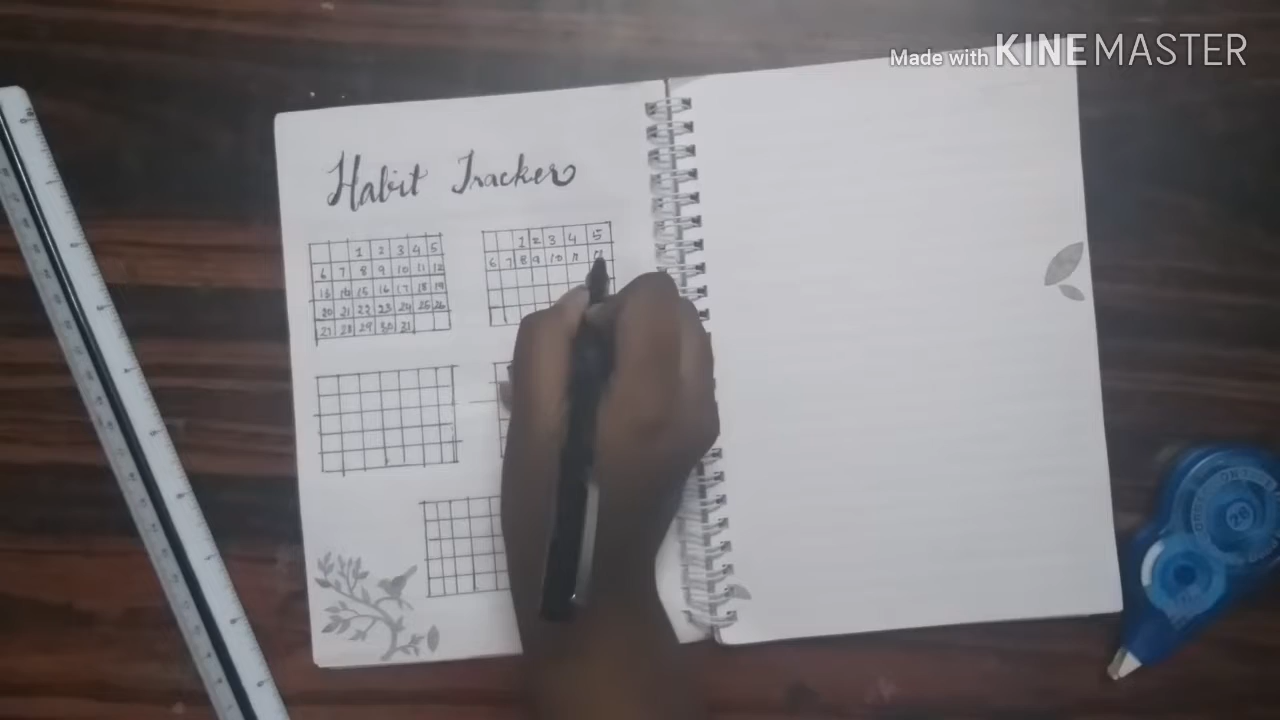 Made with KINEMASTER
Habit Tracker
1 2 3 4 5
6 7 8 9 10 11 12
13 14 15 16 17 18 19
20 21 22 23 24 25 26
27 28 29 30 31
1 2 3 4 5
6 7 8 9 10 11